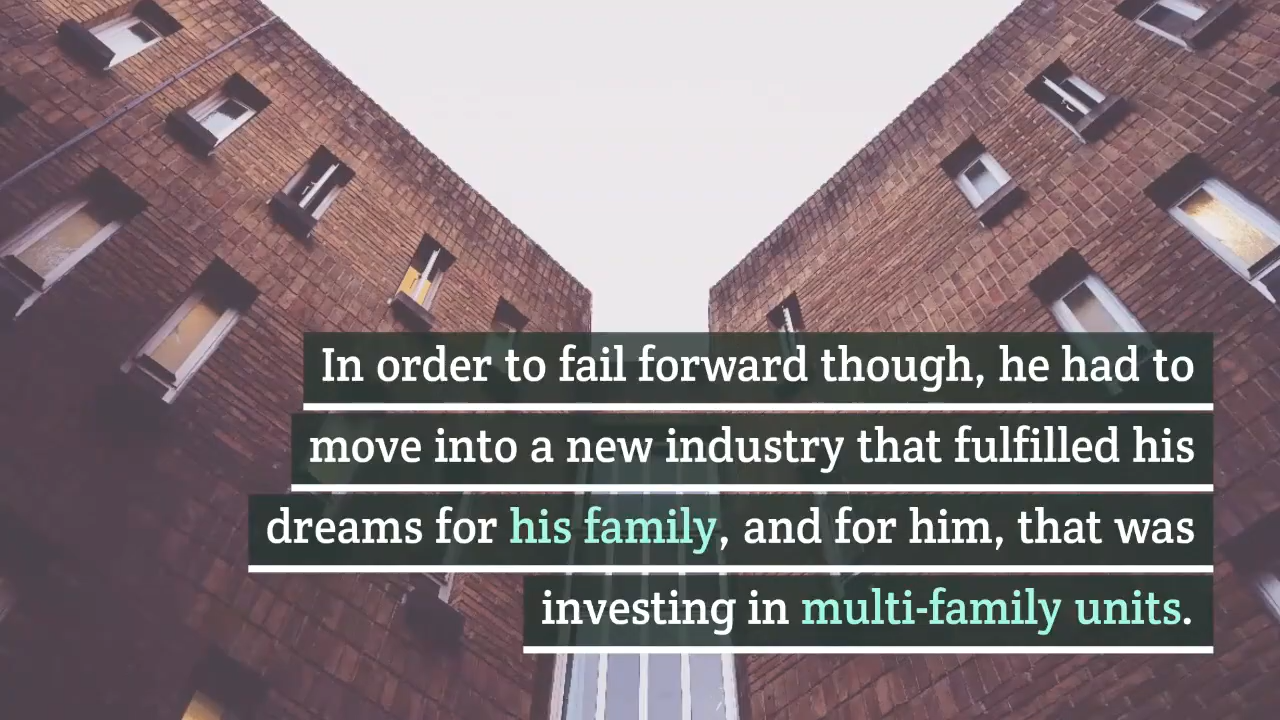 In order to fail forward though, he had to
move into a new industry that fulfilled his
dreams for his family, and for him, that was
investing in multi-family units.